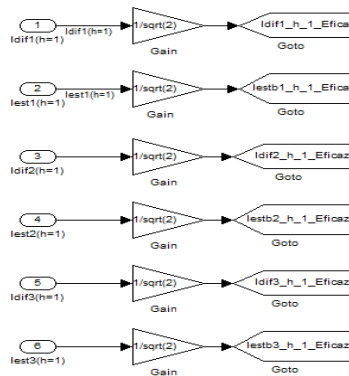 1 Idif1(h=1) 1/sqrt(2) Idif1_h_1_Eficaz
Idif1(h=1) Gain Goto
2 Iest1(h=1) 1/sqrt(2) Iestb1_h_1_Eficaz
Iest1(h=1) Gain Goto
3 1/sqrt(2) Idif2_h_1_Eficaz
Idif2(h=1) Gain Goto
4 1/sqrt(2) Iestb2_h_1_Eficaz
Iest2(h=1) Gain Goto
5 1/sqrt(2) Idif3_h_1_Eficaz
Idif3(h=1) Gain Goto
6 1/sqrt(2) Iestb3_h_1_Eficaz
Iest3(h=1) Gain Goto